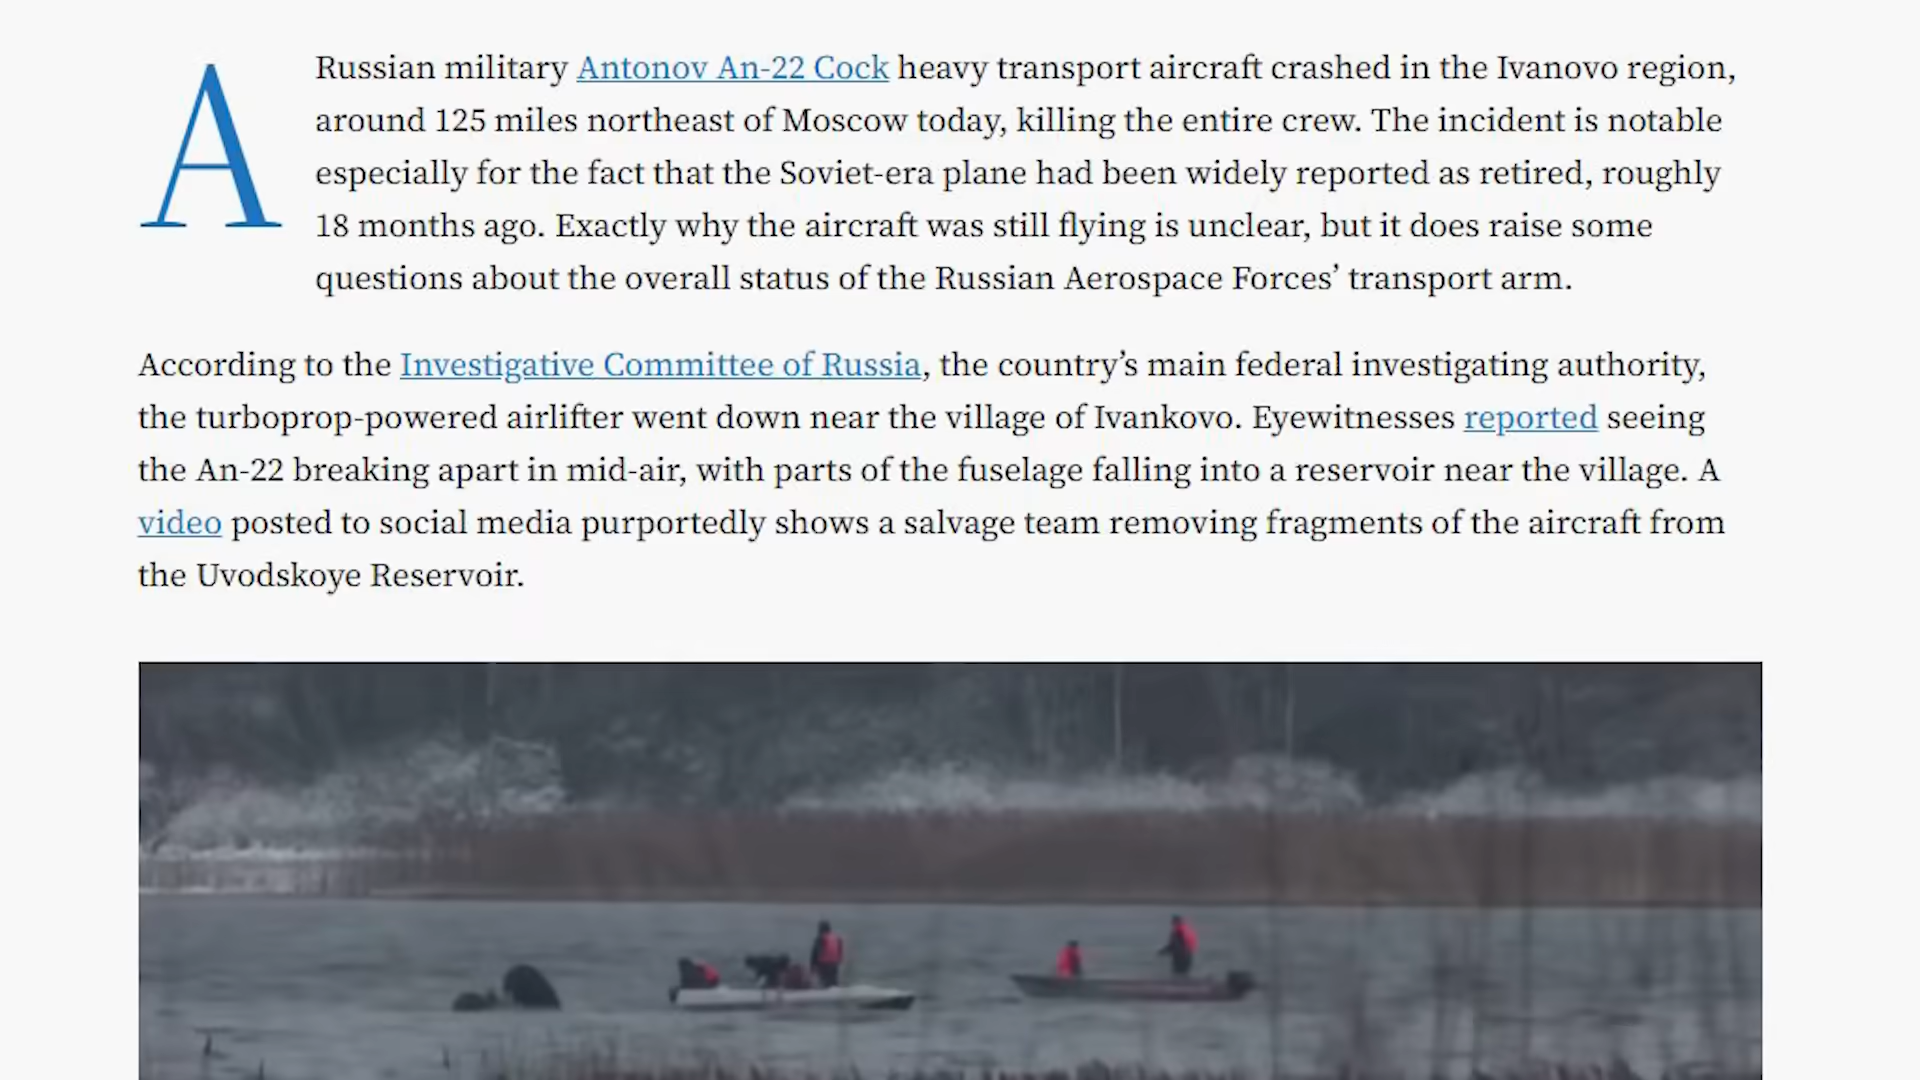 A Russian military Antonov An-22 Cock heavy transport aircraft crashed in the Ivanovo region,
around 125 miles northeast of Moscow today, killing the entire crew. The incident is notable
especially for the fact that the Soviet-era plane had been widely reported as retired, roughly
18 months ago. Exactly why the aircraft was still flying is unclear, but it does raise some
questions about the overall status of the Russian Aerospace Forces’ transport arm.
According to the Investigative Committee of Russia, the country’s main federal investigating authority,
the turboprop-powered airlifter went down near the village of Ivankovo. Eyewitnesses reported seeing
the An-22 breaking apart in mid-air, with parts of the fuselage falling into a reservoir near the village. A
video posted to social media purportedly shows a salvage team removing fragments of the aircraft from
the Uvodskoye Reservoir.